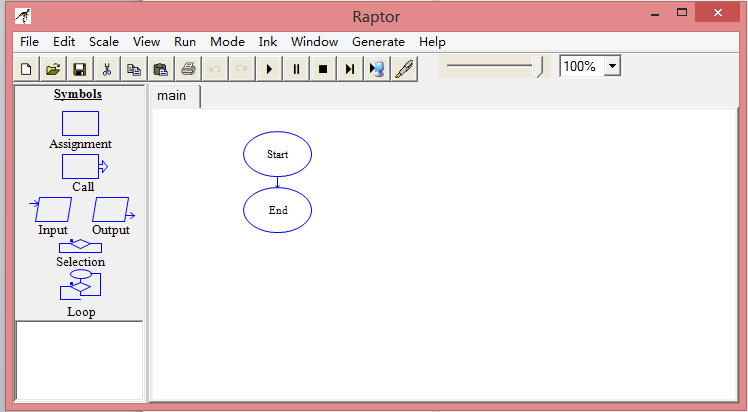 Raptor
File Edit Scale View Run Mode Ink Window Generate Help
100%
Symbols
Assignment
Call
Input Output
Selection
Loop
main
Start
End